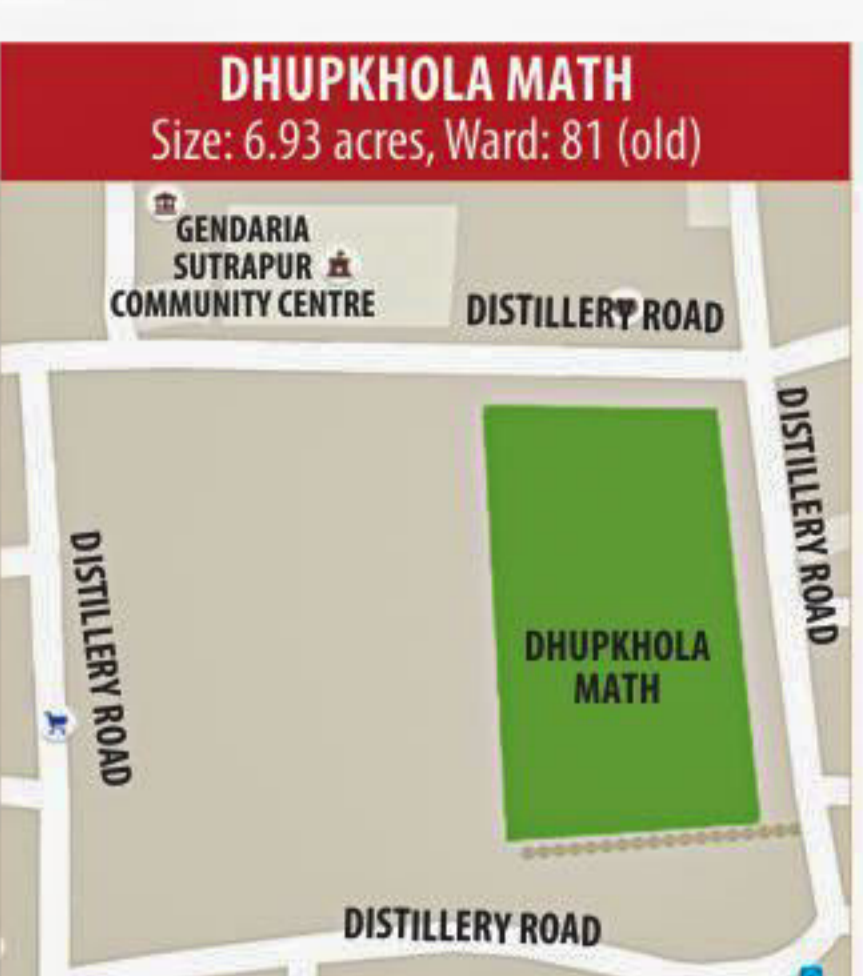 DHUPKHOLA MATH
Size: 6.93 acres, Ward: 81 (old)
GENDARIA
SUTRAPUR
COMMUNITY CENTRE
DISTILLERY ROAD
DISTILLERY ROAD
DISTILLERY ROAD
DHUPKHOLA
MATH
DISTILLERY ROAD